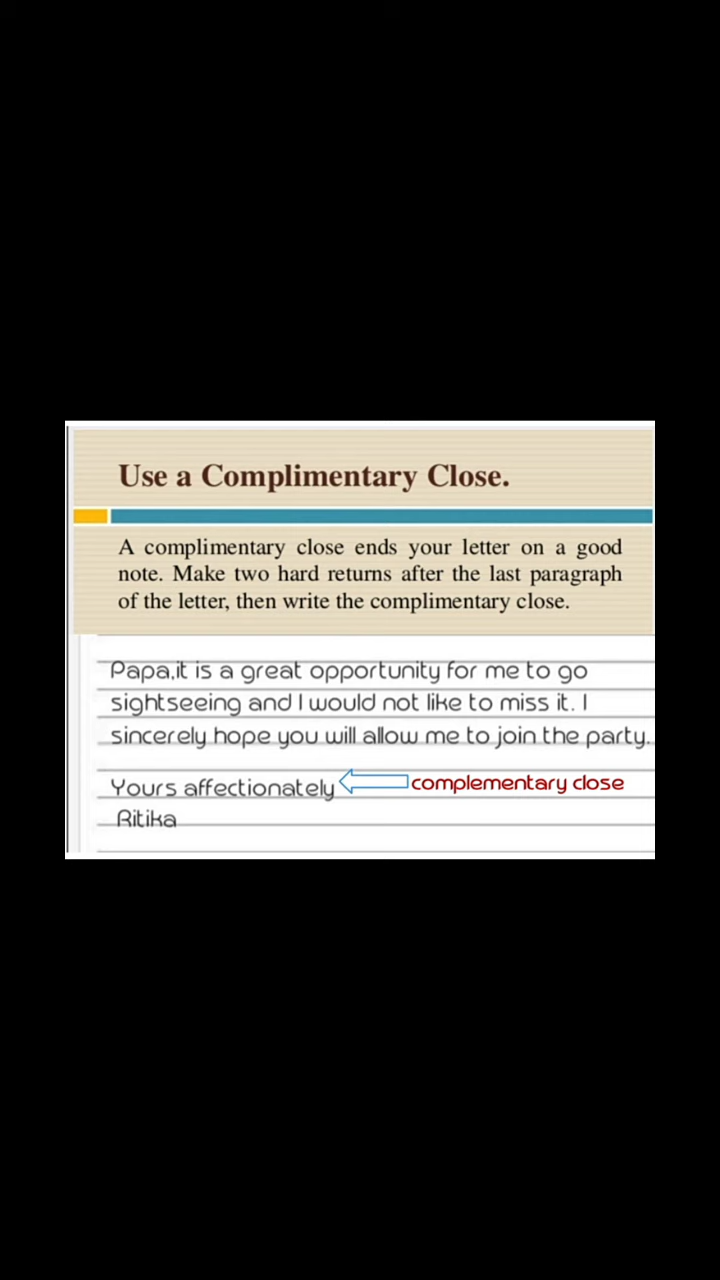 Use a Complimentary Close.
A complimentary close ends your letter on a good
note. Make two hard returns after the last paragraph
of the letter, then write the complimentary close.
Papa,it is a great opportunity for me to go
sightseeing and I would not like to miss it. I
sincerely hope you will allow me to join the party.
Yours affectionately complementary close
Ritika